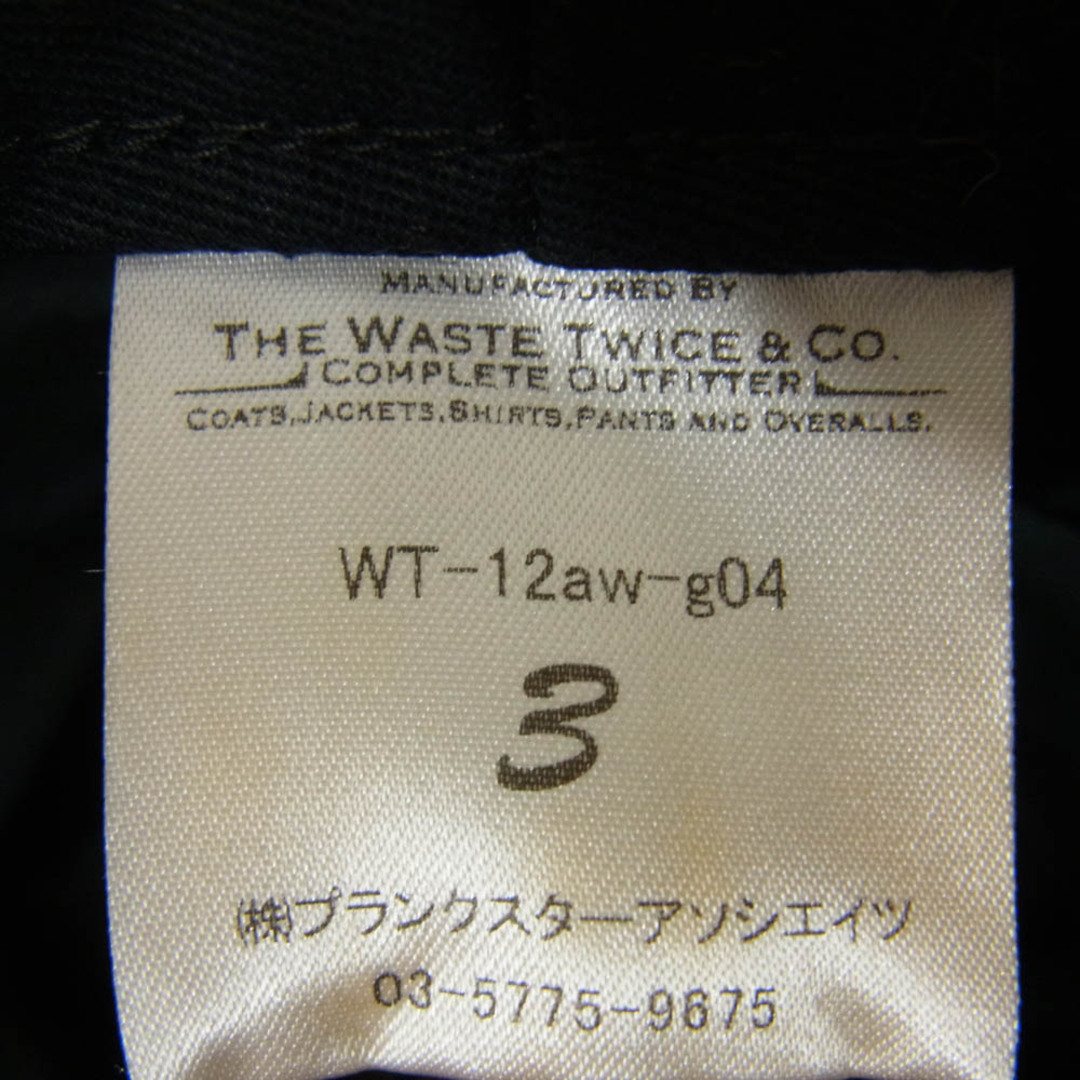 MANUFACTURED BY
THE WASTE TWICE & CO.
COMPLETE OUTFITTER
COATS, JACKETS, SHIRTS, PANTS AND OVERALLS.
WT-12aw-g04
3
(株)プランクスターアソシエイツ
03-5775-9675